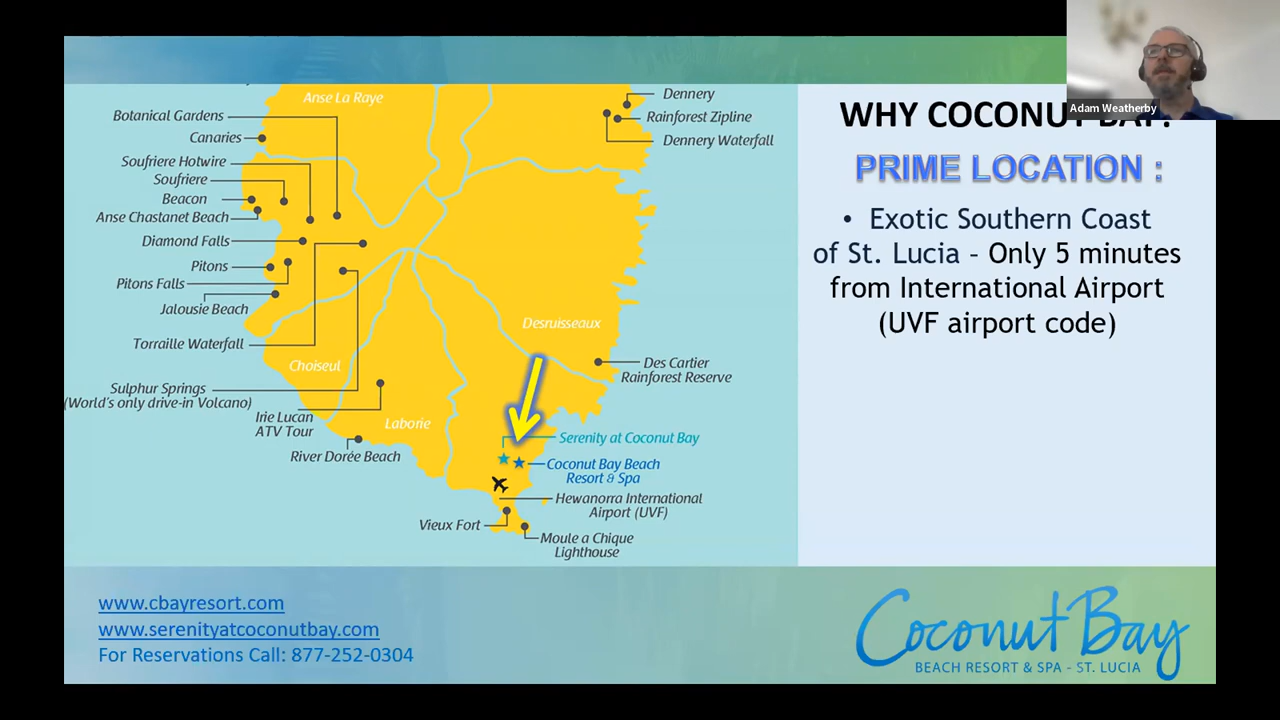 Adam Weatherby
WHY COCONUT BAY?
PRIME LOCATION :
• Exotic Southern Coast
of St. Lucia – Only 5 minutes
from International Airport
(UVF airport code)
Anse La Raye
Botanical Gardens
Canaries
Soufriere Hotwire
Soufriere
Beacon
Anse Chastanet Beach
Diamond Falls
Pitons
Pitons Falls
Jalousie Beach
Torraille Waterfall
Sulphur Springs
(World's only drive-in Volcano)
Irie Lucan
ATV Tour
River Dorée Beach
Choiseul
Laborie
Dennery
Rainforest Zipline
Dennery Waterfall
Desruisseaux
Des Cartier
Rainforest Reserve
Serenity at Coconut Bay
Coconut Bay Beach
Resort & Spa
Hewanorra International
Airport (UVF)
Vieux Fort
Moule a Chique
Lighthouse
www.cbayresort.com
www.serenityatcoconutbay.com
For Reservations Call: 877-252-0304
Coconut Bay
BEACH RESORT & SPA - ST. LUCIA